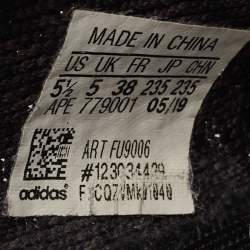 MADE IN CHINA
US UK FR JP CHN
5½ 5 38 235 235
APE 779001 05/19
ART FU9006
adidas